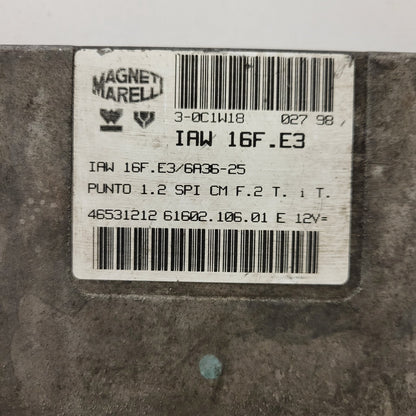 MAGNETI
MARELLI
3-0C1W18 027 98
IAW 16F.E3
IAW 16F.E3/6A36-25
PUNTO 1.2 SPI CM F.2 T. i T.
46531212 61602.106.01 E 12V=